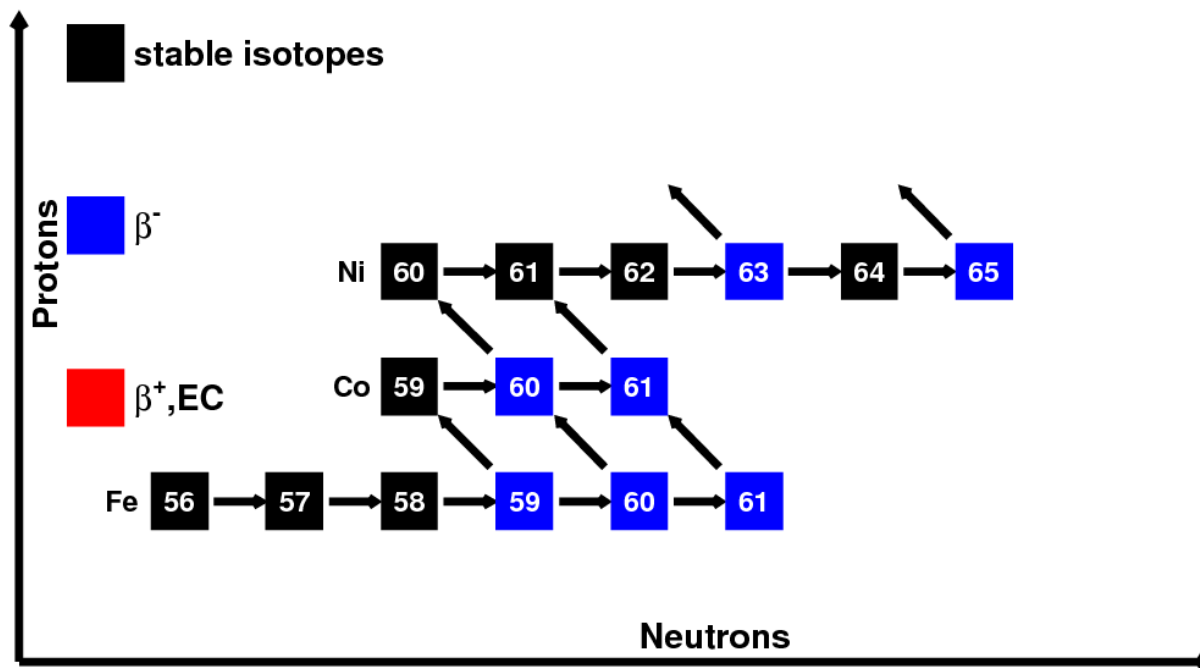 stable isotopes
Protons
β-
Ni 60 61 62 63 64 65
β+,EC
Co 59 60 61
Fe 56 57 58 59 60 61
Neutrons